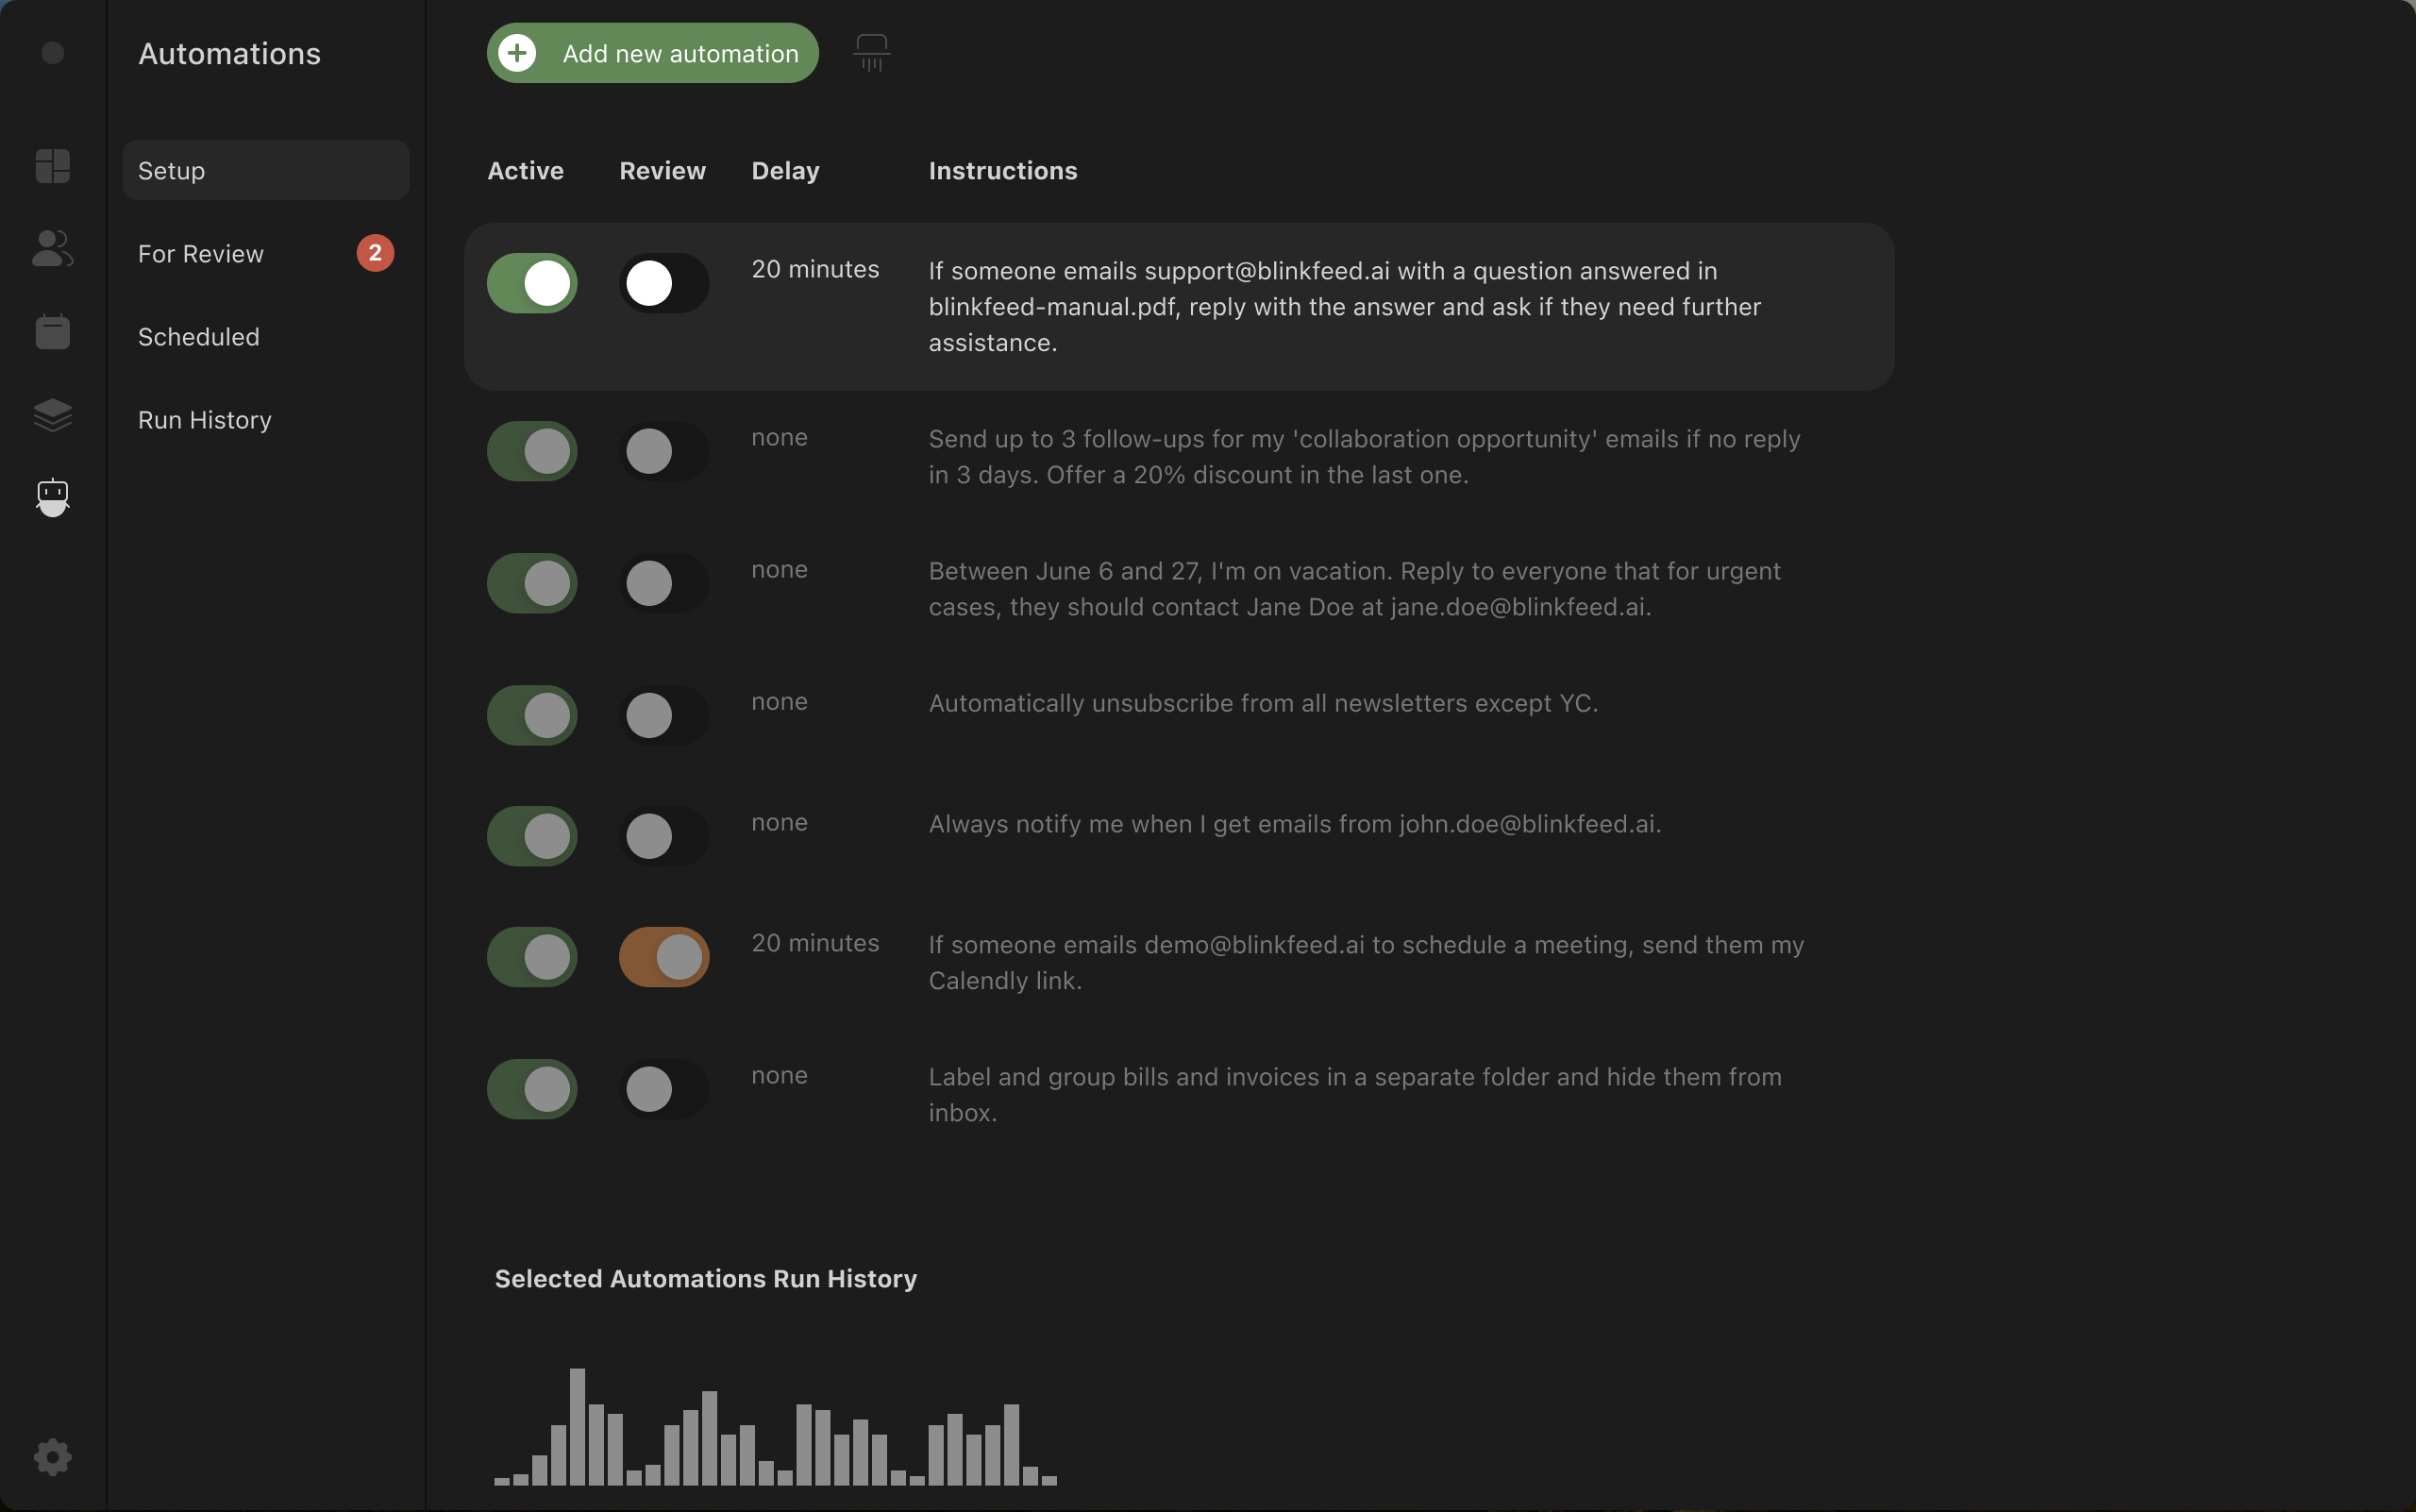 Automations
Setup
For Review 2
Scheduled
Run History
Add new automation
Active Review Delay Instructions
20 minutes If someone emails support@blinkfeed.ai with a question answered in
blinkfeed-manual.pdf, reply with the answer and ask if they need further
assistance.
none Send up to 3 follow-ups for my 'collaboration opportunity' emails if no reply
in 3 days. Offer a 20% discount in the last one.
none Between June 6 and 27, I'm on vacation. Reply to everyone that for urgent
cases, they should contact Jane Doe at jane.doe@blinkfeed.ai.
none Automatically unsubscribe from all newsletters except YC.
none Always notify me when I get emails from john.doe@blinkfeed.ai.
20 minutes If someone emails demo@blinkfeed.ai to schedule a meeting, send them my
Calendly link.
none Label and group bills and invoices in a separate folder and hide them from
inbox.
Selected Automations Run History